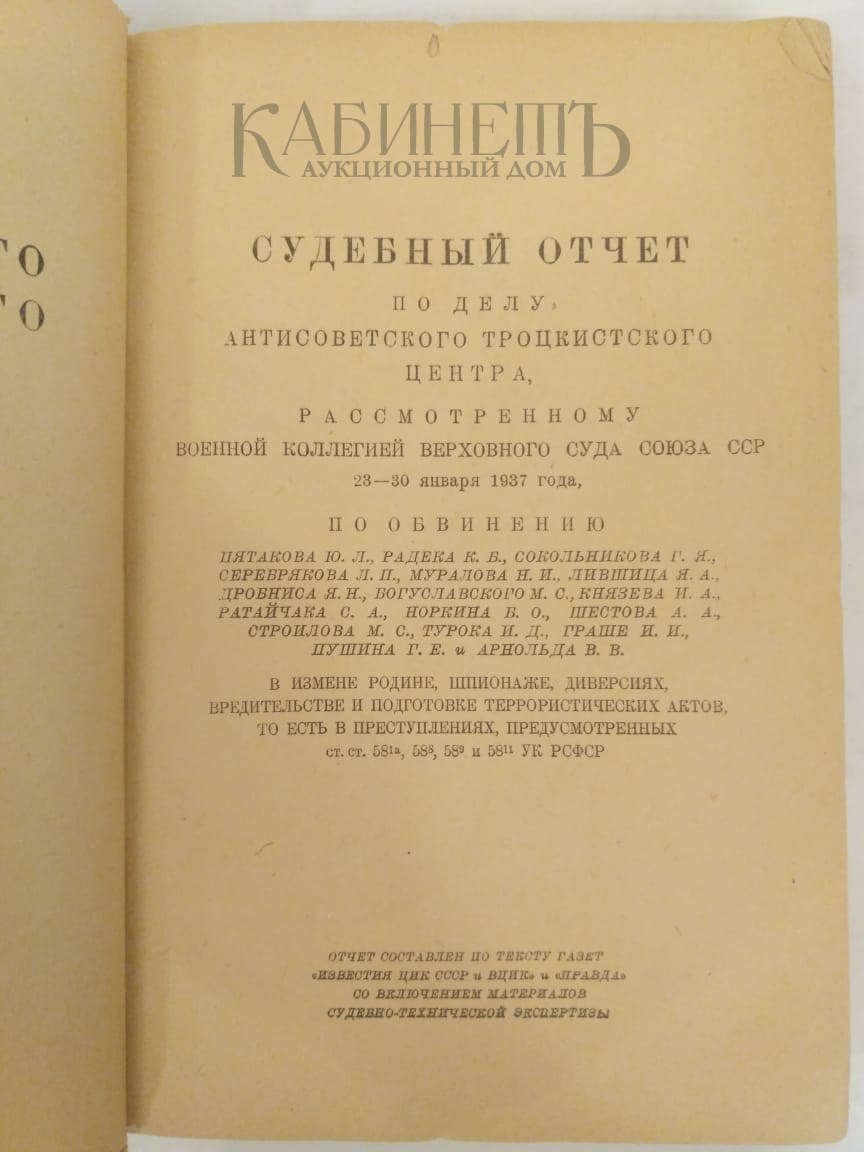 КАБИНЕТЪ
АУКЦИОННЫЙ ДОМ
ГО
ГО
СУДЕБНЫЙ ОТЧЕТ
ПО ДЕЛУ
АНТИСОВЕТСКОГО ТРОЦКИСТСКОГО
ЦЕНТРА,
РАССМОТРЕННОМУ
ВОЕННОЙ КОЛЛЕГИЕЙ ВЕРХОВНОГО СУДА СОЮЗА ССР
23—30 января 1937 года,
ПО ОБВИНЕНИЮ
ПЯТАКОВА Ю. Л., РАДЕКА К. Б., СОКОЛЬНИКОВА Г. Я.,
СЕРЕБРЯКОВА Л. П., МУРАЛОВА Н. И., ЛИВШИЦА Я. А.,
ДРОБНИСА Я. Н., БОГУСЛАВСКОГО М. С., КНЯЗЕВА И. А.,
РАТАЙЧАКА С. А., НОРКИНА Б. О., ШЕСТОВА А. А.,
СТРОИЛОВА М. С., ТУРОКА И. Д., ГРАШЕ И. И.,
ПУШИНА Г. Е. и АРНОЛЬДА В. В.
В ИЗМЕНЕ РОДИНЕ, ШПИОНАЖЕ, ДИВЕРСИЯХ,
ВРЕДИТЕЛЬСТВЕ И ПОДГОТОВКЕ ТЕРРОРИСТИЧЕСКИХ АКТОВ,
ТО ЕСТЬ В ПРЕСТУПЛЕНИЯХ, ПРЕДУСМОТРЕННЫХ
ст. ст. 58¹ᵃ, 58⁸, 58⁹ и 58¹¹ УК РСФСР
ОТЧЕТ СОСТАВЛЕН ПО ТЕКСТУ ГАЗЕТ
«ИЗВЕСТИЯ ЦИК СССР и ВЦИК» и «ПРАВДА»
СО ВКЛЮЧЕНИЕМ МАТЕРИАЛОВ
СУДЕБНО-ТЕХНИЧЕСКОЙ ЭКСПЕРТИЗЫ